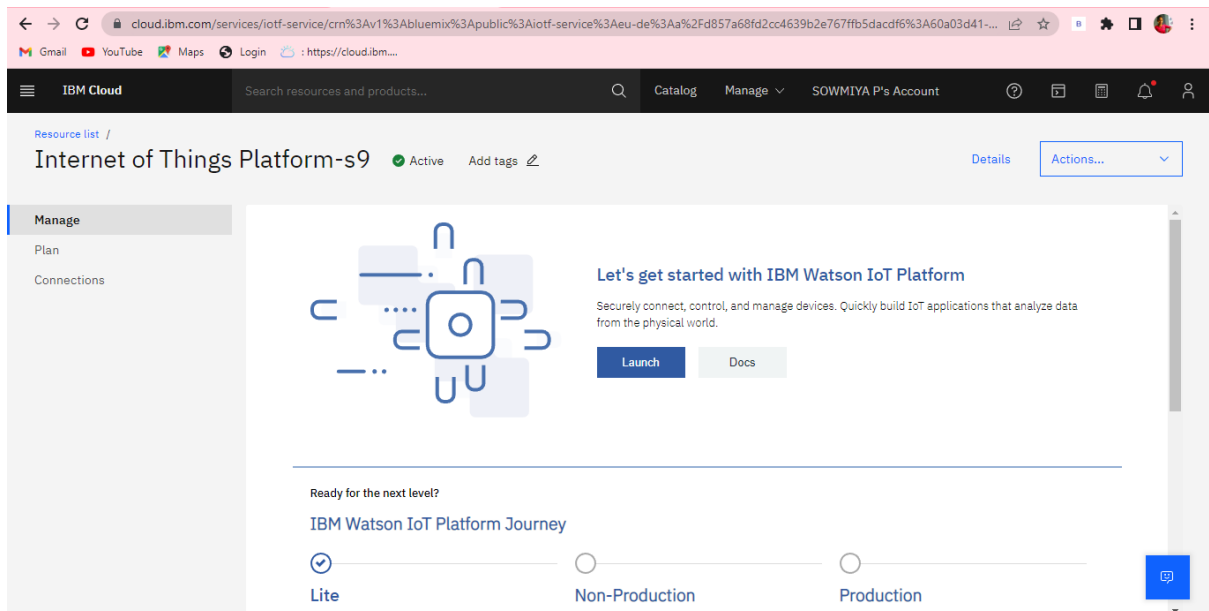 cloud.ibm.com/services/iotf-service/crn%3Av1%3Abluemix%3Apublic%3Aiotf-service%3Aeu-de%3Aa%2Fd857a68fd2cc4639b2e767ffb5dacdf6%3A60a03d41-...
B
Gmail YouTube Maps Login : https://cloud.ibm....
IBM Cloud Search resources and products... Catalog Manage SOWMIYA P's Account
Resource list /
Internet of Things Platform-s9 Active Add tags Details Actions...
Manage
Plan
Connections
Let's get started with IBM Watson IoT Platform
Securely connect, control, and manage devices. Quickly build IoT applications that analyze data
from the physical world.
Launch Docs
Ready for the next level?
IBM Watson IoT Platform Journey
Lite Non-Production Production